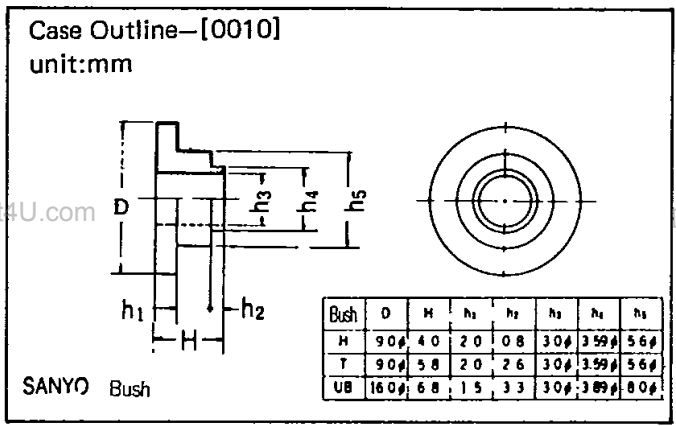 Case Outline–[0010]
unit:mm
t4U.com
D
h3
h4
h5
h1
h2
H
Bush D H h1 h2 h3 h4 h5
H 9.0φ 4.0 2.0 0.8 3.0φ 3.59φ 5.6φ
T 9.0φ 5.8 2.0 2.6 3.0φ 3.59φ 5.6φ
UB 16.0φ 6.8 1.5 3.3 3.0φ 3.89φ 8.0φ
SANYO Bush